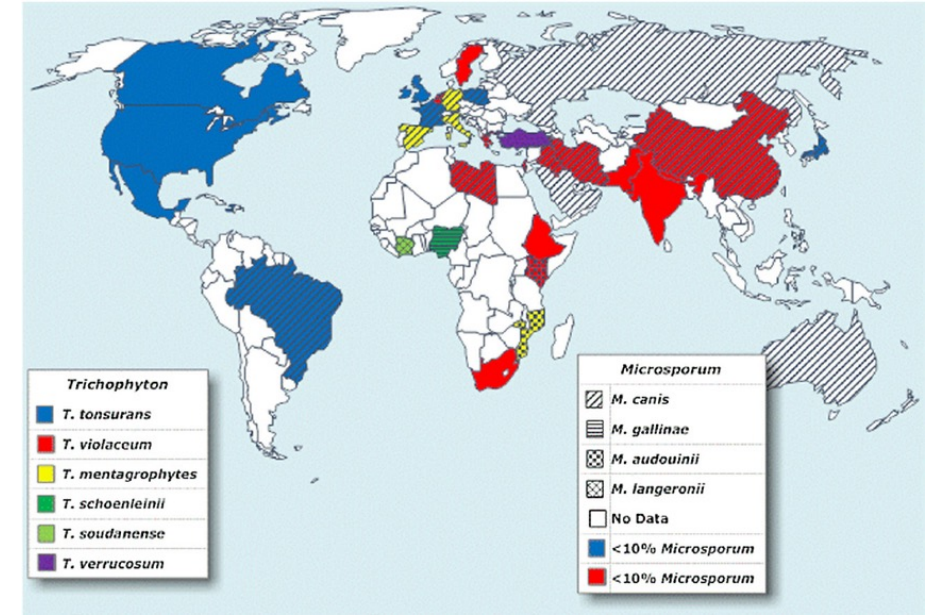 Trichophyton
T. tonsurans
T. violaceum
T. mentagrophytes
T. schoenleinii
T. soudanense
T. verrucosum
Microsporum
M. canis
M. gallinae
M. audouinii
M. langeronii
No Data
<10% Microsporum
<10% Microsporum